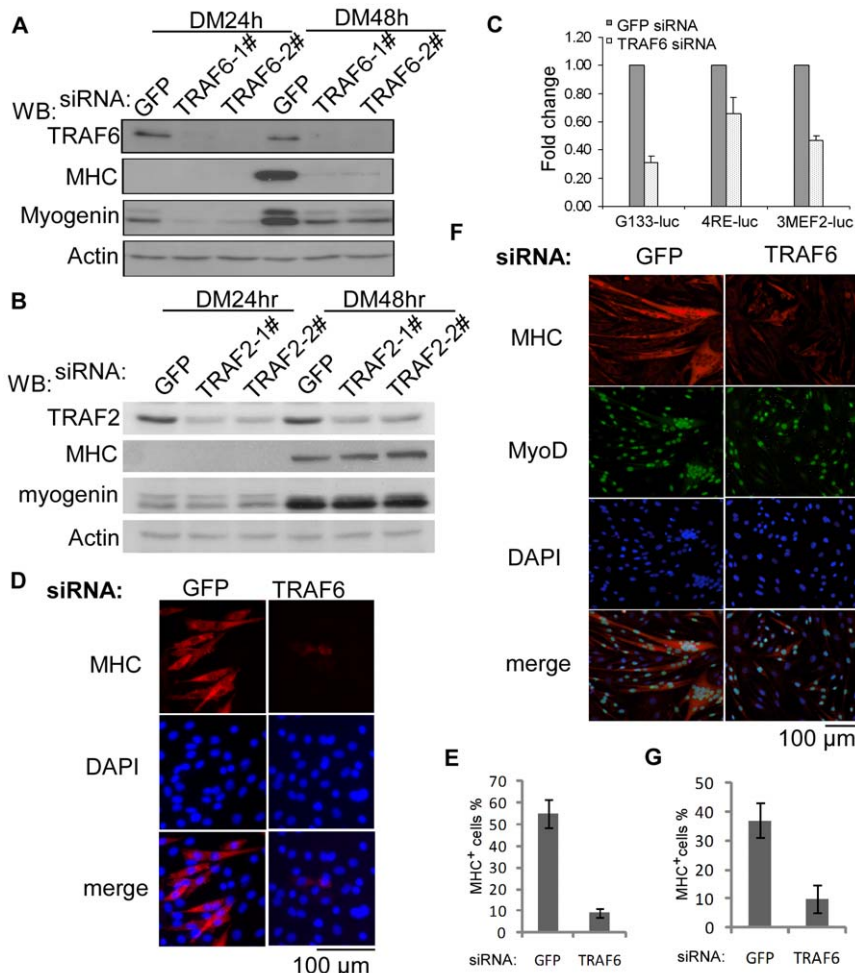 A
DM24h
DM48h
WB: siRNA: GFP TRAF6-1# TRAF6-2# GFP TRAF6-1# TRAF6-2#
TRAF6
MHC
Myogenin
Actin
B
DM24hr
DM48hr
WB: siRNA: GFP TRAF2-1# TRAF2-2# GFP TRAF2-1# TRAF2-2#
TRAF2
MHC
myogenin
Actin
C
GFP siRNA
TRAF6 siRNA
Fold change
1.20
1.00
0.80
0.60
0.40
0.20
0.00
G133-luc 4RE-luc 3MEF2-luc
D
siRNA: GFP TRAF6
MHC
DAPI
merge
100 µm
F
siRNA: GFP TRAF6
MHC
MyoD
DAPI
merge
100 µm
E
MHC+ cells %
70
60
50
40
30
20
10
0
siRNA: GFP TRAF6
G
MHC+cells %
50
40
30
20
10
0
siRNA: GFP TRAF6